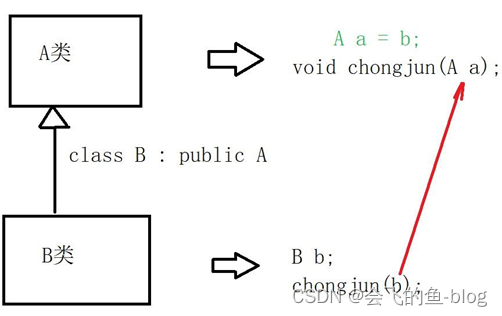 A类
A a = b;
void chongjun(A a);
class B : public A
B类
B b;
chongjun(b);
CSDN @会飞的鱼-blog